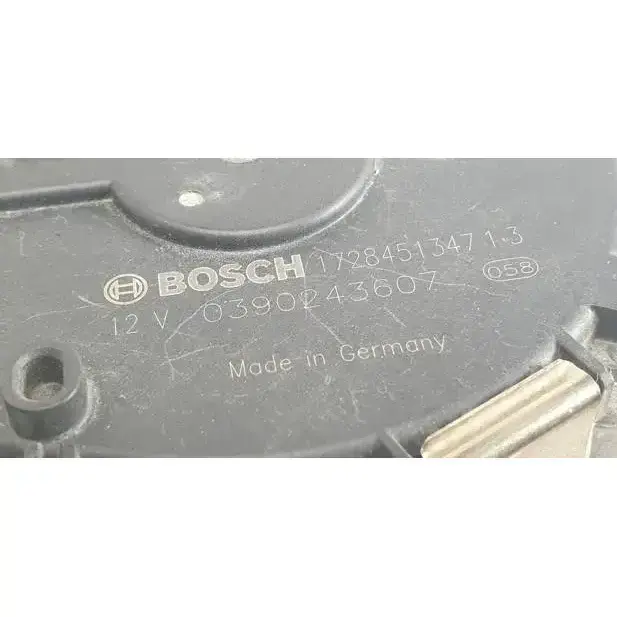 BOSCH 1728451347 1.3
12 V 0390243607 058
Made in Germany